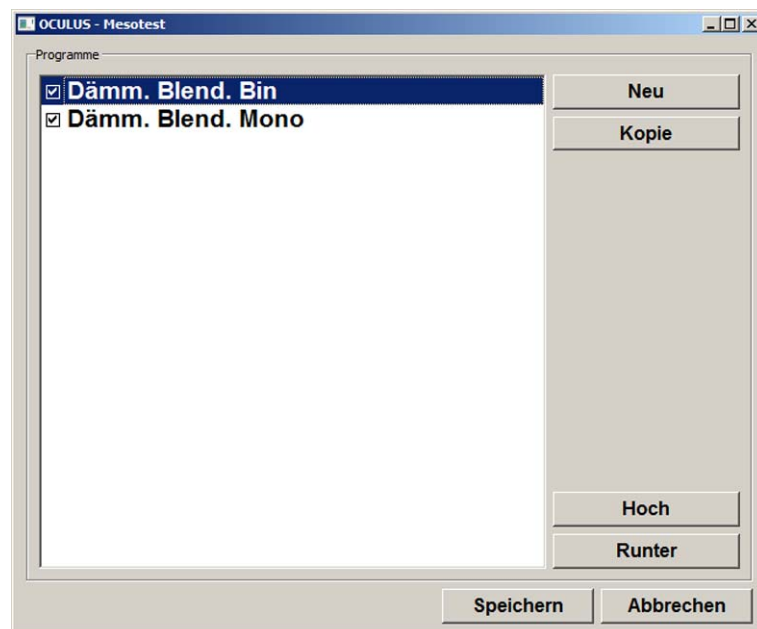 OCULUS - Mesotest
Programme
Dämm. Blend. Bin
Dämm. Blend. Mono
Neu
Kopie
Hoch
Runter
Speichern
Abbrechen